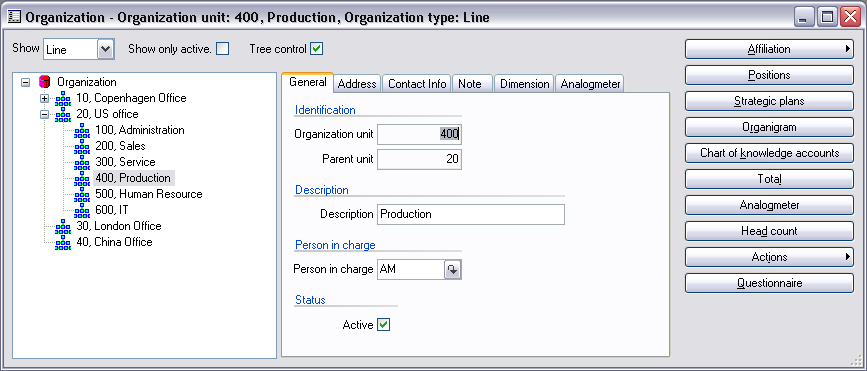 Organization - Organization unit: 400, Production, Organization type: Line
Show Line Show only active. Tree control
Organization
10, Copenhagen Office
20, US office
100, Administration
200, Sales
300, Service
400, Production
500, Human Resource
600, IT
30, London Office
40, China Office
General Address Contact Info Note Dimension Analogmeter
Identification
Organization unit 400
Parent unit 20
Description
Description Production
Person in charge
Person in charge AM
Status
Active
Affiliation
Positions
Strategic plans
Organigram
Chart of knowledge accounts
Total
Analogmeter
Head count
Actions
Questionnaire